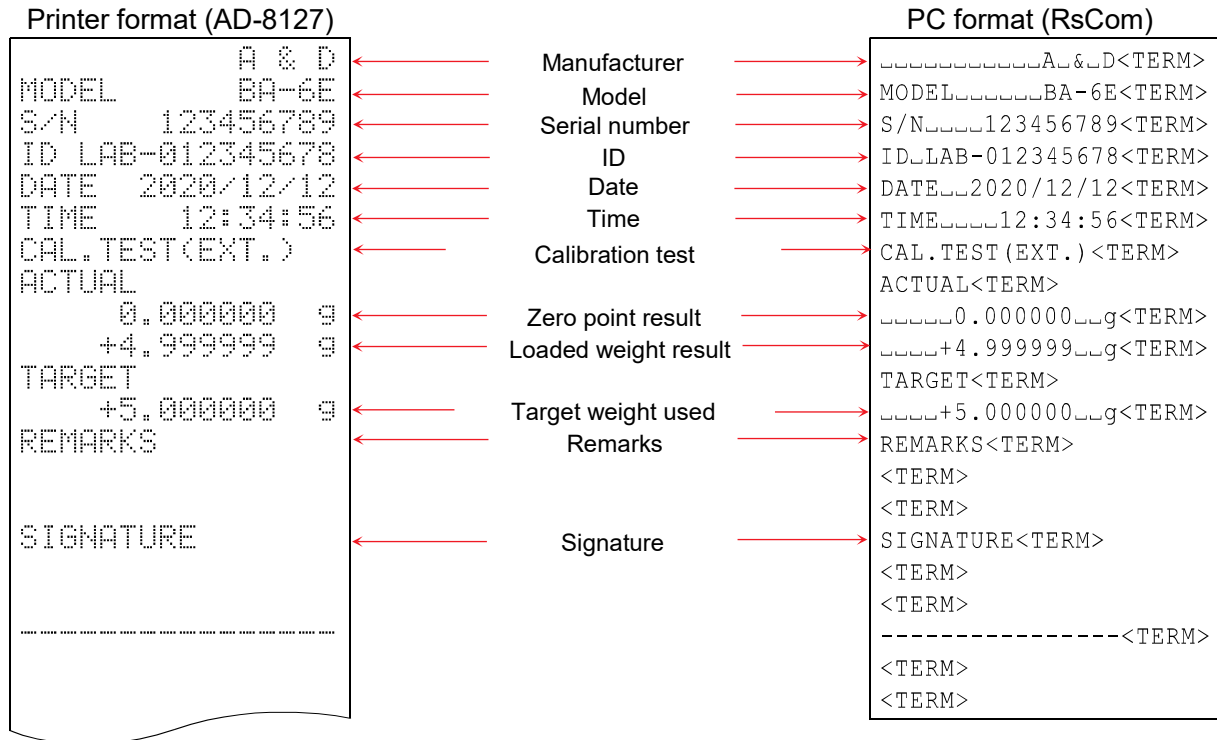 Printer format (AD-8127)
A & D
MODEL BA-6E
S/N 123456789
ID LAB-012345678
DATE 2020/12/12
TIME 12:34:56
CAL.TEST(EXT.)
ACTUAL
0.000000 g
+4.999999 g
TARGET
+5.000000 g
REMARKS
SIGNATURE
----------------
Manufacturer
Model
Serial number
ID
Date
Time
Calibration test
Zero point result
Loaded weight result
Target weight used
Remarks
Signature
PC format (RsCom)
␣␣␣␣␣␣␣␣␣␣␣A␣&␣D<TERM>
MODEL␣␣␣␣␣␣BA-6E<TERM>
S/N␣␣␣␣123456789<TERM>
ID␣LAB-012345678<TERM>
DATE␣␣2020/12/12<TERM>
TIME␣␣␣␣12:34:56<TERM>
CAL.TEST(EXT.)<TERM>
ACTUAL<TERM>
␣␣␣␣␣0.000000␣␣g<TERM>
␣␣␣␣+4.999999␣␣g<TERM>
TARGET<TERM>
␣␣␣␣+5.000000␣␣g<TERM>
REMARKS<TERM>
<TERM>
<TERM>
SIGNATURE<TERM>
<TERM>
<TERM>
----------------<TERM>
<TERM>
<TERM>